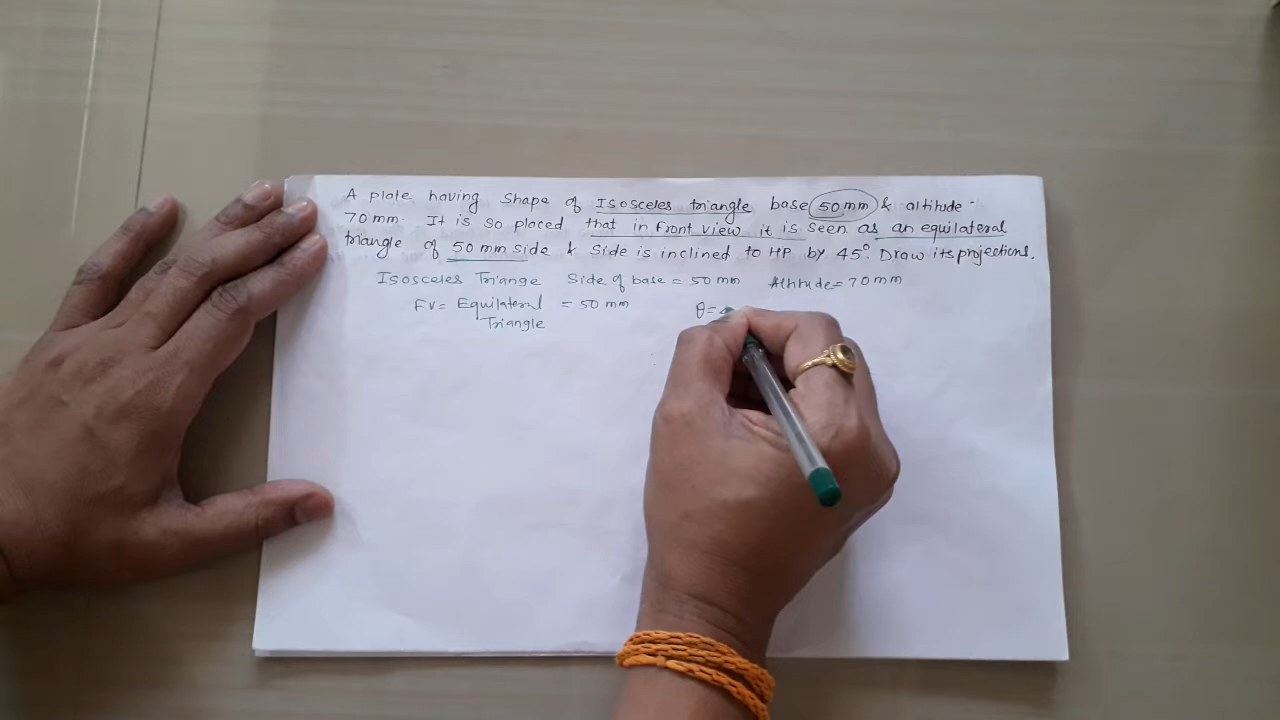 A plate having shape of Isosceles triangle base 50mm & altitude -
70mm. It is so placed that in front view it is seen as an equilateral
triangle of 50mm side & side is inclined to HP by 45°. Draw its projections.
Isosceles Triange Side of base = 50 mm Altitude = 70mm
FV = Equilateral = 50 mm θ=
Triangle